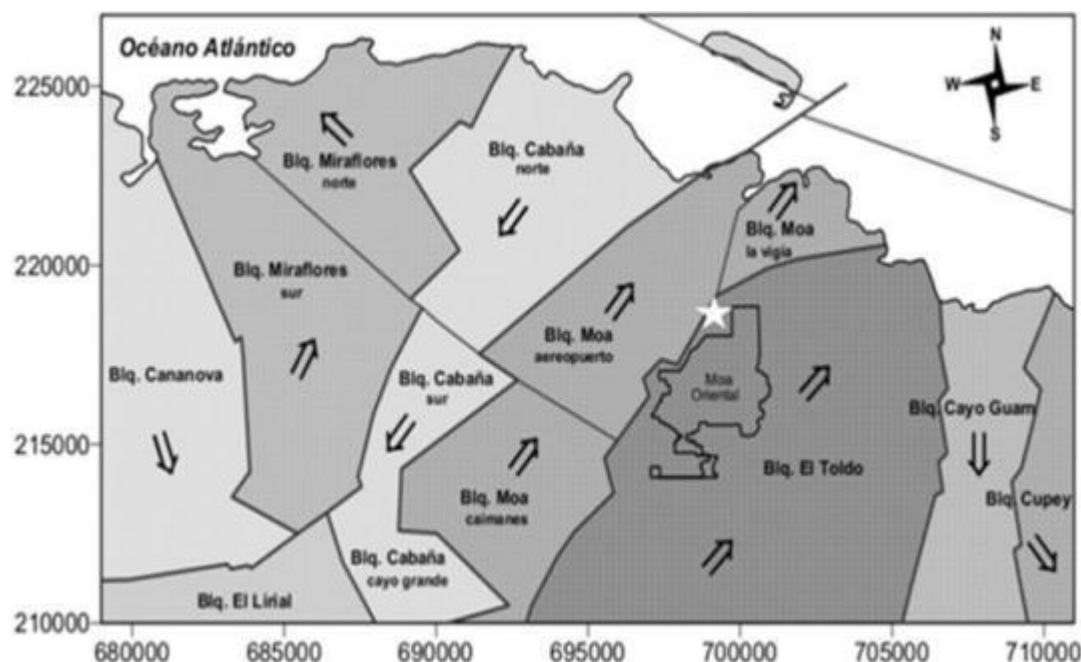 Océano Atlántico
N
W
E
S
225000
220000
215000
210000
Blq. Miraflores
norte
Blq. Cabaña
norte
Blq. Moa
la vigía
Blq. Miraflores
sur
Blq. Moa
aereopuerto
Blq. Cananova
Blq. Cabaña
sur
Moa
Oriental
Blq. Cayo Guam
Blq. El Toldo
Blq. Moa
caimanes
Blq. Cupey
Blq. Cabaña
cayo grande
Blq. El Lirial
680000
685000
690000
695000
700000
705000
710000